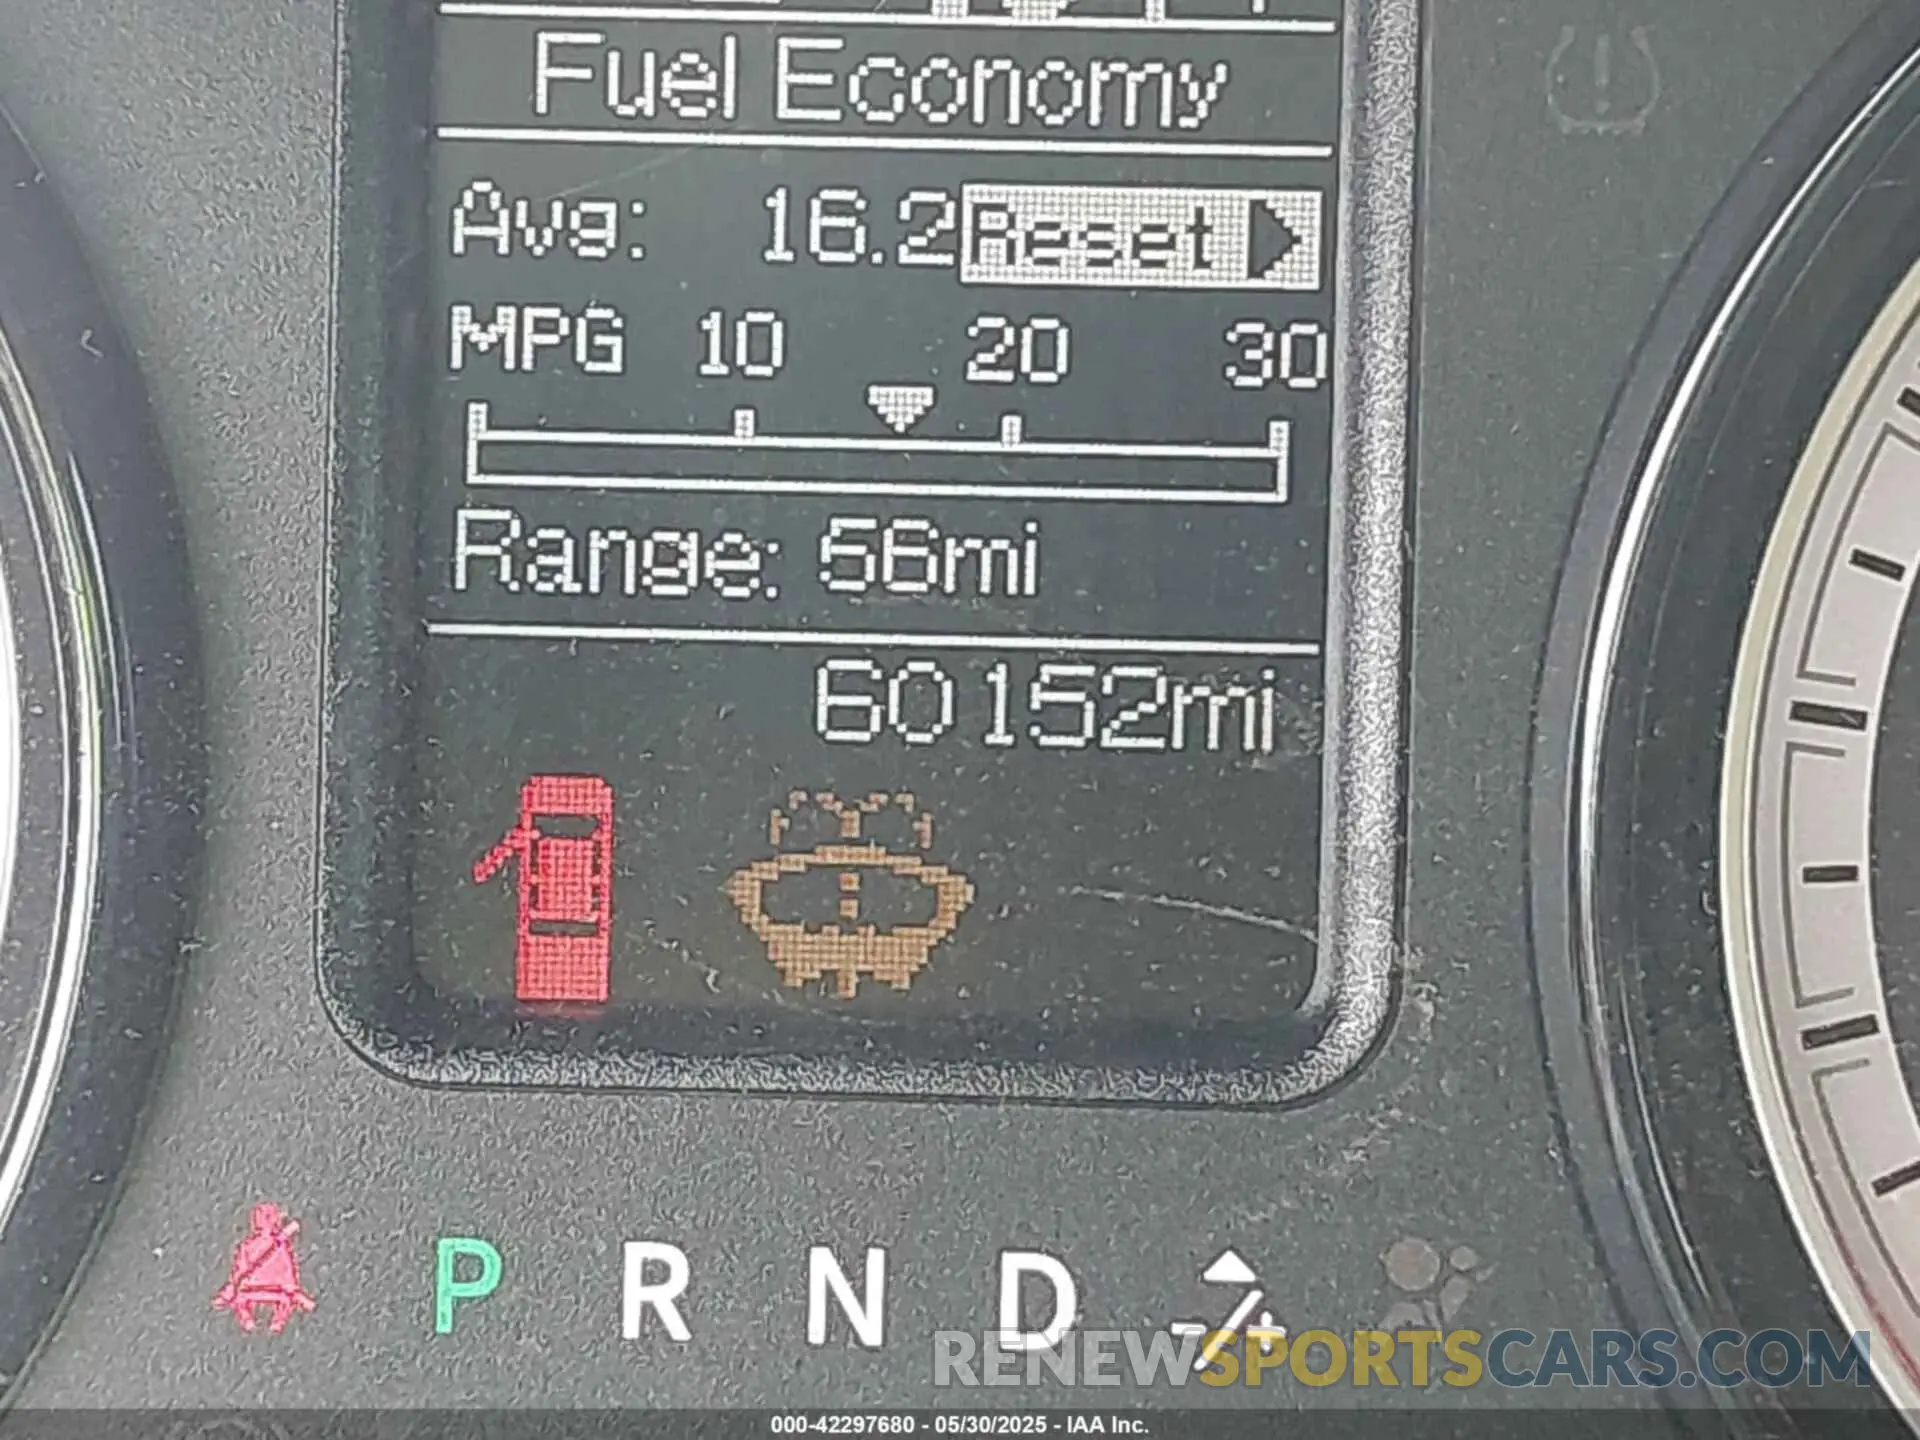 Fuel Economy
Avg: 16.2 Reset
MPG 10 20 30
Range: 56mi
60152mi
P R N D
RENEWSPORTSCARS.COM
000-42297680 - 05/30/2025 - IAA Inc.